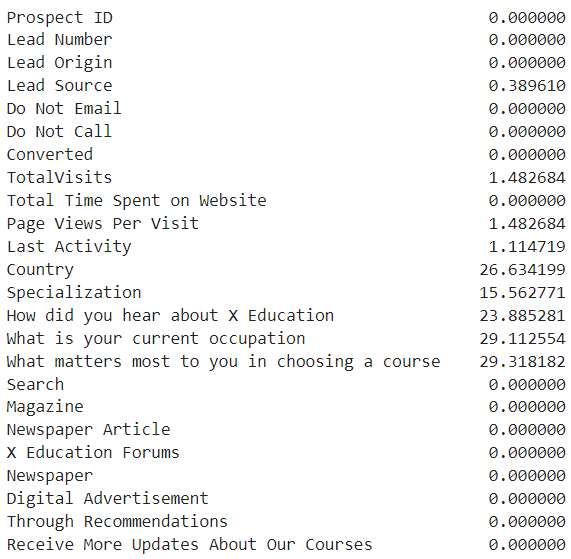 Prospect ID 0.000000
Lead Number 0.000000
Lead Origin 0.000000
Lead Source 0.389610
Do Not Email 0.000000
Do Not Call 0.000000
Converted 0.000000
TotalVisits 1.482684
Total Time Spent on Website 0.000000
Page Views Per Visit 1.482684
Last Activity 1.114719
Country 26.634199
Specialization 15.562771
How did you hear about X Education 23.885281
What is your current occupation 29.112554
What matters most to you in choosing a course 29.318182
Search 0.000000
Magazine 0.000000
Newspaper Article 0.000000
X Education Forums 0.000000
Newspaper 0.000000
Digital Advertisement 0.000000
Through Recommendations 0.000000
Receive More Updates About Our Courses 0.000000